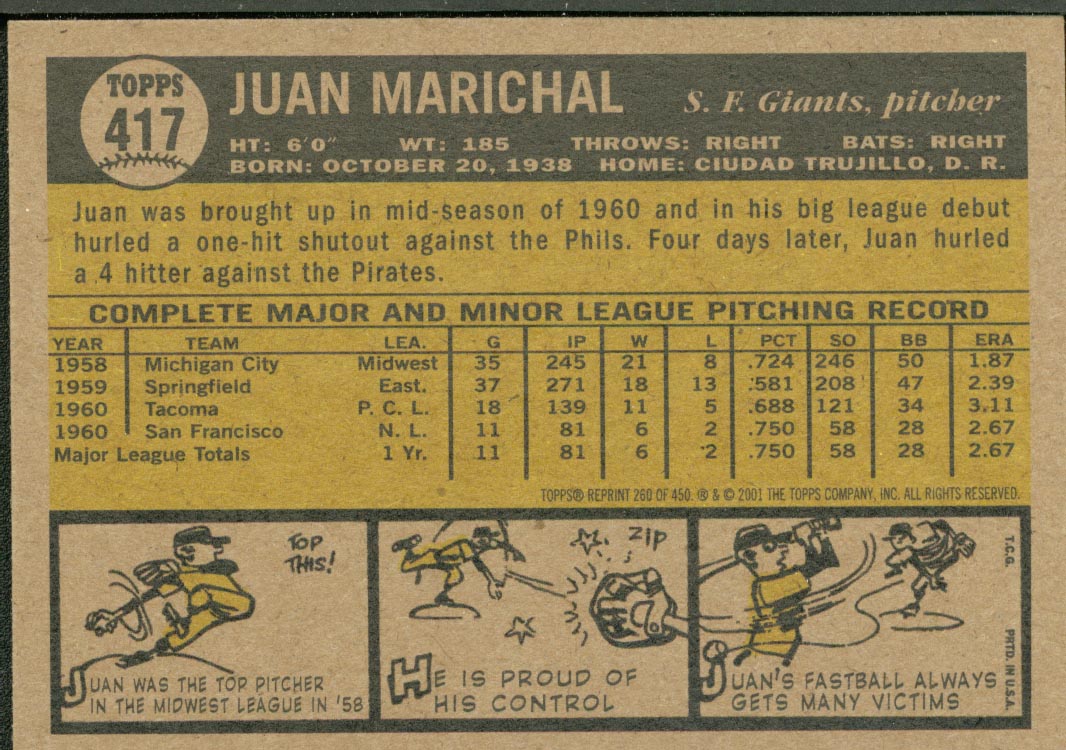 TOPPS
417
JUAN MARICHAL
S. F. Giants, pitcher
HT: 6'0" WT: 185 THROWS: RIGHT BATS: RIGHT
BORN: OCTOBER 20, 1938 HOME: CIUDAD TRUJILLO, D. R.
Juan was brought up in mid-season of 1960 and in his big league debut
hurled a one-hit shutout against the Phils. Four days later, Juan hurled
a 4 hitter against the Pirates.
COMPLETE MAJOR AND MINOR LEAGUE PITCHING RECORD
YEAR TEAM LEA. G IP W L PCT SO BB ERA
1958 Michigan City Midwest 35 245 21 8 .724 246 50 1.87
1959 Springfield East. 37 271 18 13 .581 208 47 2.39
1960 Tacoma P. C. L. 18 139 11 5 .688 121 34 3.11
1960 San Francisco N. L. 11 81 6 2 .750 58 28 2.67
Major League Totals 1 Yr. 11 81 6 2 .750 58 28 2.67
TOPPS® REPRINT 260 OF 450. ® & © 2001 THE TOPPS COMPANY, INC. ALL RIGHTS RESERVED.
TOP
THIS!
JUAN WAS THE TOP PITCHER
IN THE MIDWEST LEAGUE IN '58
ZIP
HE IS PROUD OF
HIS CONTROL
JUAN'S FASTBALL ALWAYS
GETS MANY VICTIMS
T.C.G.
PRTD. IN U.S.A.